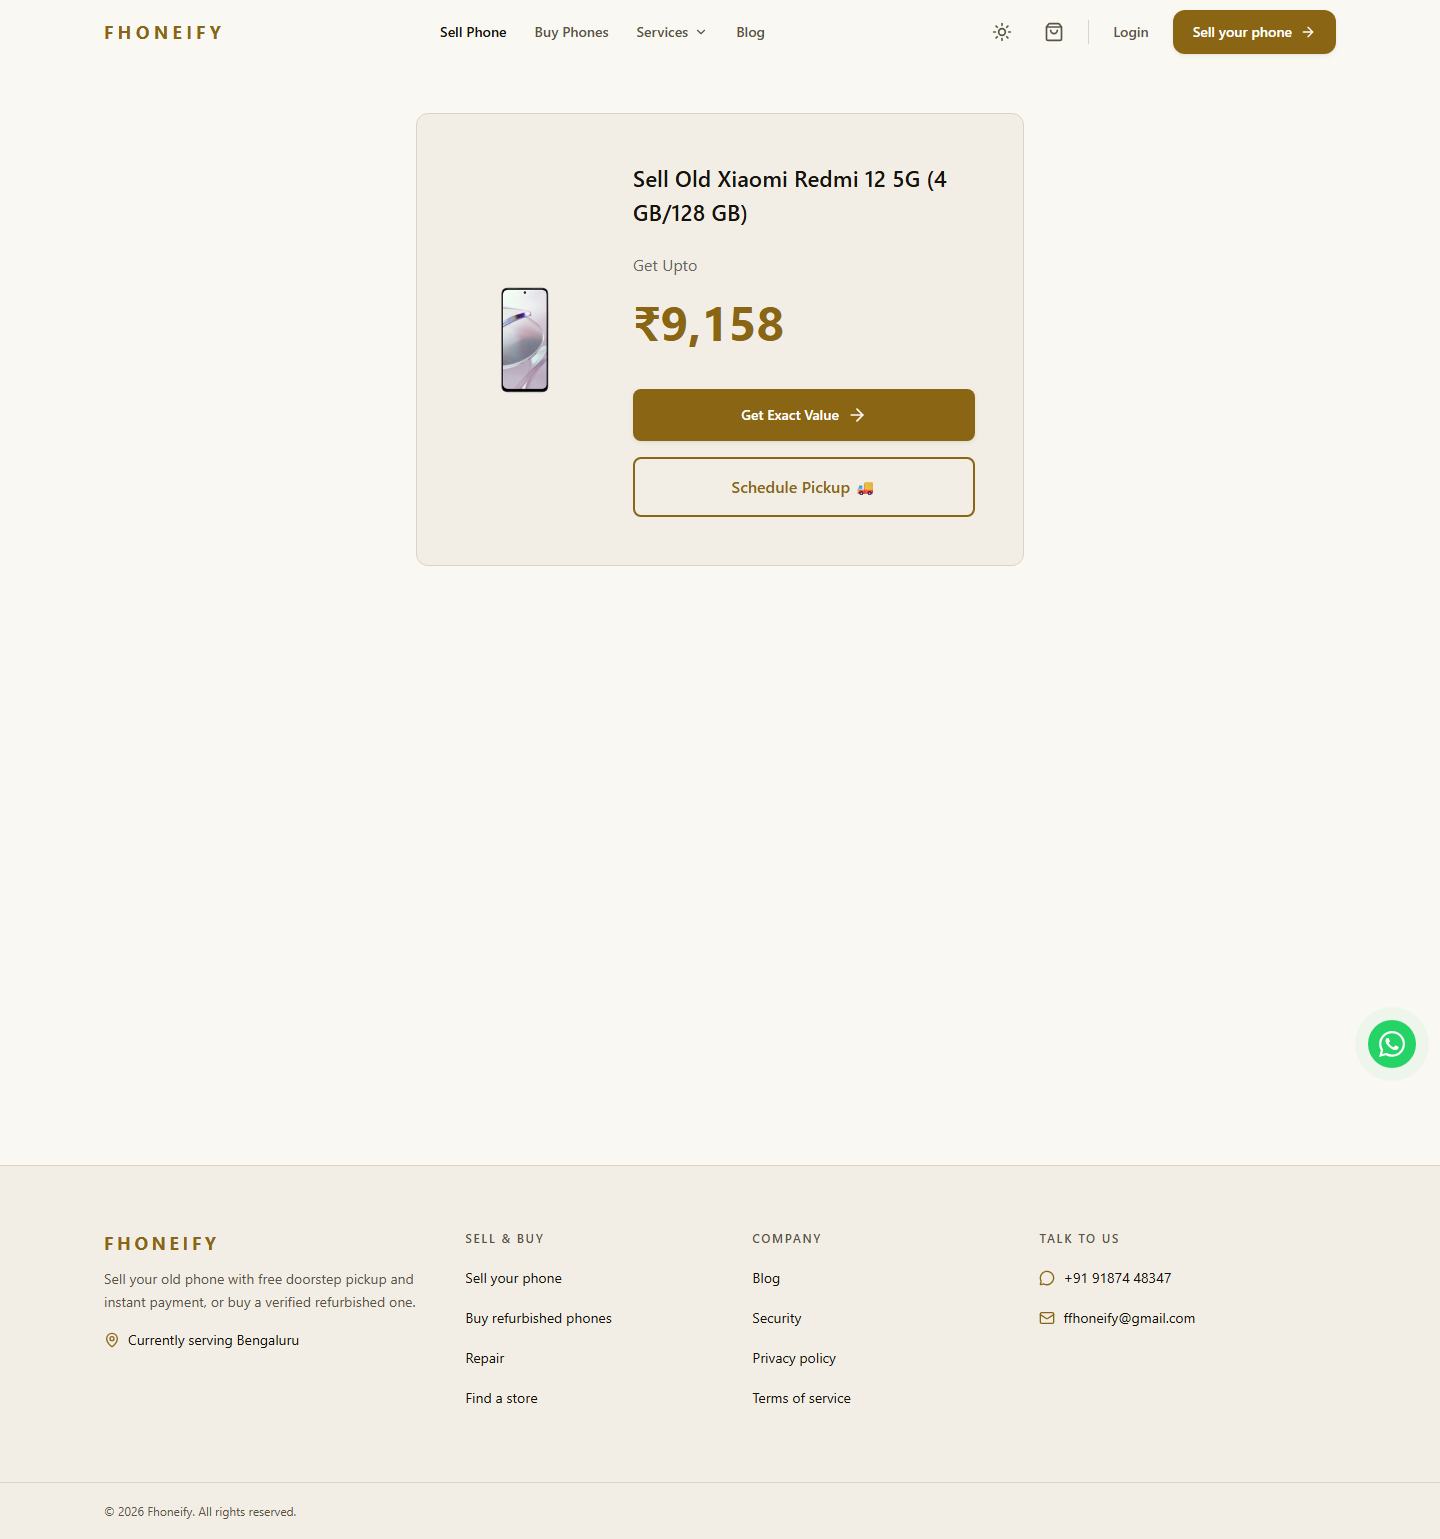 FHONEIFY
Sell Phone
Buy Phones
Services
Blog
Login
Sell your phone
Sell Old Xiaomi Redmi 12 5G (4
GB/128 GB)
Get Upto
₹9,158
Get Exact Value
Schedule Pickup 🚚
FHONEIFY
Sell your old phone with free doorstep pickup and
instant payment, or buy a verified refurbished one.
Currently serving Bengaluru
SELL & BUY
Sell your phone
Buy refurbished phones
Repair
Find a store
COMPANY
Blog
Security
Privacy policy
Terms of service
TALK TO US
+91 91874 48347
ffhoneify@gmail.com
© 2026 Fhoneify. All rights reserved.